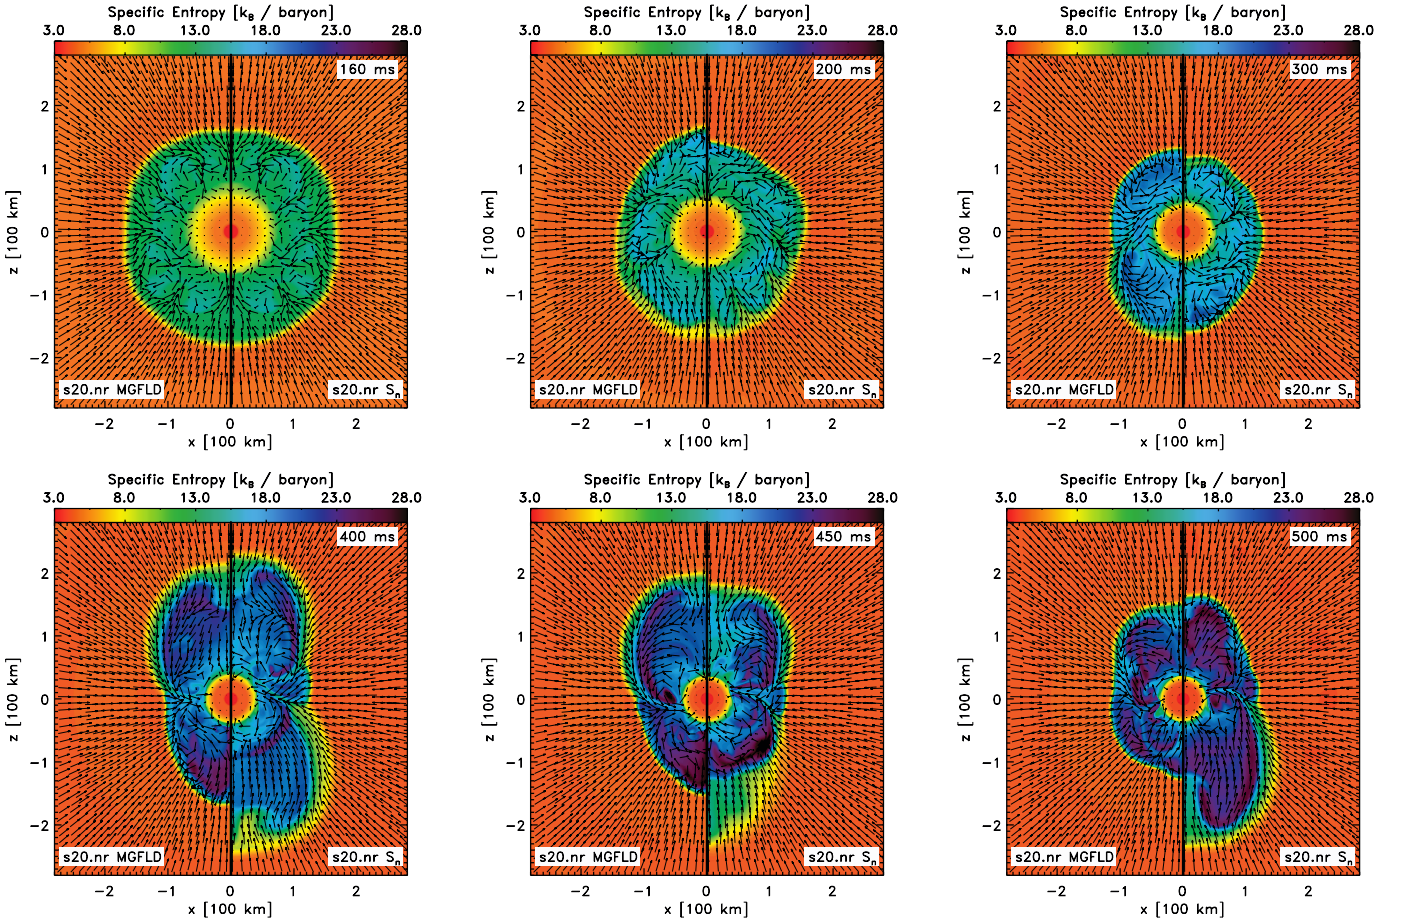 Specific Entropy [k_B / baryon]
3.0 8.0 13.0 18.0 23.0 28.0
160 ms
z [100 km]
2
1
0
−1
−2
s20.nr MGFLD
s20.nr S_n
−2 −1 0 1 2
x [100 km]
Specific Entropy [k_B / baryon]
3.0 8.0 13.0 18.0 23.0 28.0
200 ms
z [100 km]
2
1
0
−1
−2
s20.nr MGFLD
s20.nr S_n
−2 −1 0 1 2
x [100 km]
Specific Entropy [k_B / baryon]
3.0 8.0 13.0 18.0 23.0 28.0
300 ms
z [100 km]
2
1
0
−1
−2
s20.nr MGFLD
s20.nr S_n
−2 −1 0 1 2
x [100 km]
Specific Entropy [k_B / baryon]
3.0 8.0 13.0 18.0 23.0 28.0
400 ms
z [100 km]
2
1
0
−1
−2
s20.nr MGFLD
s20.nr S_n
−2 −1 0 1 2
x [100 km]
Specific Entropy [k_B / baryon]
3.0 8.0 13.0 18.0 23.0 28.0
450 ms
z [100 km]
2
1
0
−1
−2
s20.nr MGFLD
s20.nr S_n
−2 −1 0 1 2
x [100 km]
Specific Entropy [k_B / baryon]
3.0 8.0 13.0 18.0 23.0 28.0
500 ms
z [100 km]
2
1
0
−1
−2
s20.nr MGFLD
s20.nr S_n
−2 −1 0 1 2
x [100 km]